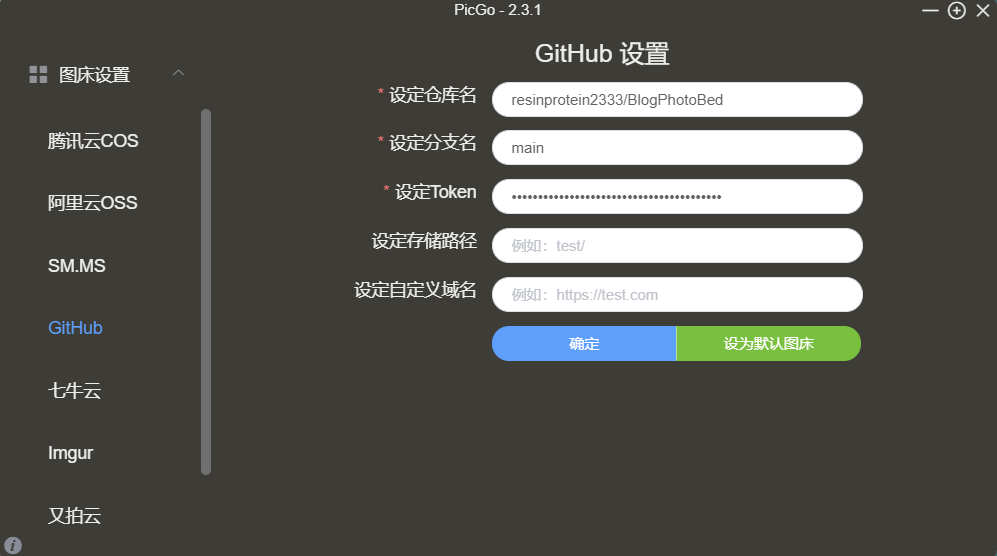 PicGo - 2.3.1
图床设置
腾讯云COS
阿里云OSS
SM.MS
GitHub
七牛云
Imgur
又拍云
GitHub 设置
* 设定仓库名
resinprotein2333/BlogPhotoBed
* 设定分支名
main
* 设定Token
••••••••••••••••••••••••••••••••••••••••
设定存储路径
例如：test/
设定自定义域名
例如：https://test.com
确定
设为默认图床